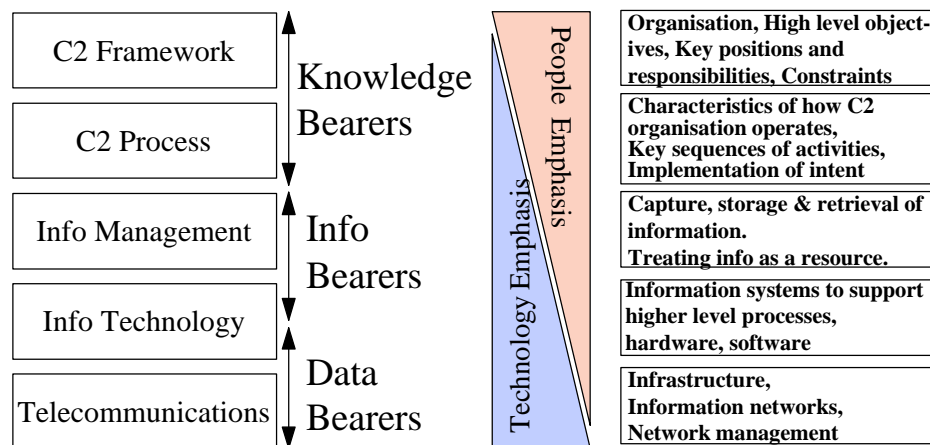 C2 Framework
C2 Process
Info Management
Info Technology
Telecommunications
Knowledge
Bearers
Info
Bearers
Data
Bearers
People Emphasis
Technology Emphasis
Organisation, High level object-
ives, Key positions and
responsibilities, Constraints
Characteristics of how C2
organisation operates,
Key sequences of activities,
Implementation of intent
Capture, storage & retrieval of
information.
Treating info as a resource.
Information systems to support
higher level processes,
hardware, software
Infrastructure,
Information networks,
Network management